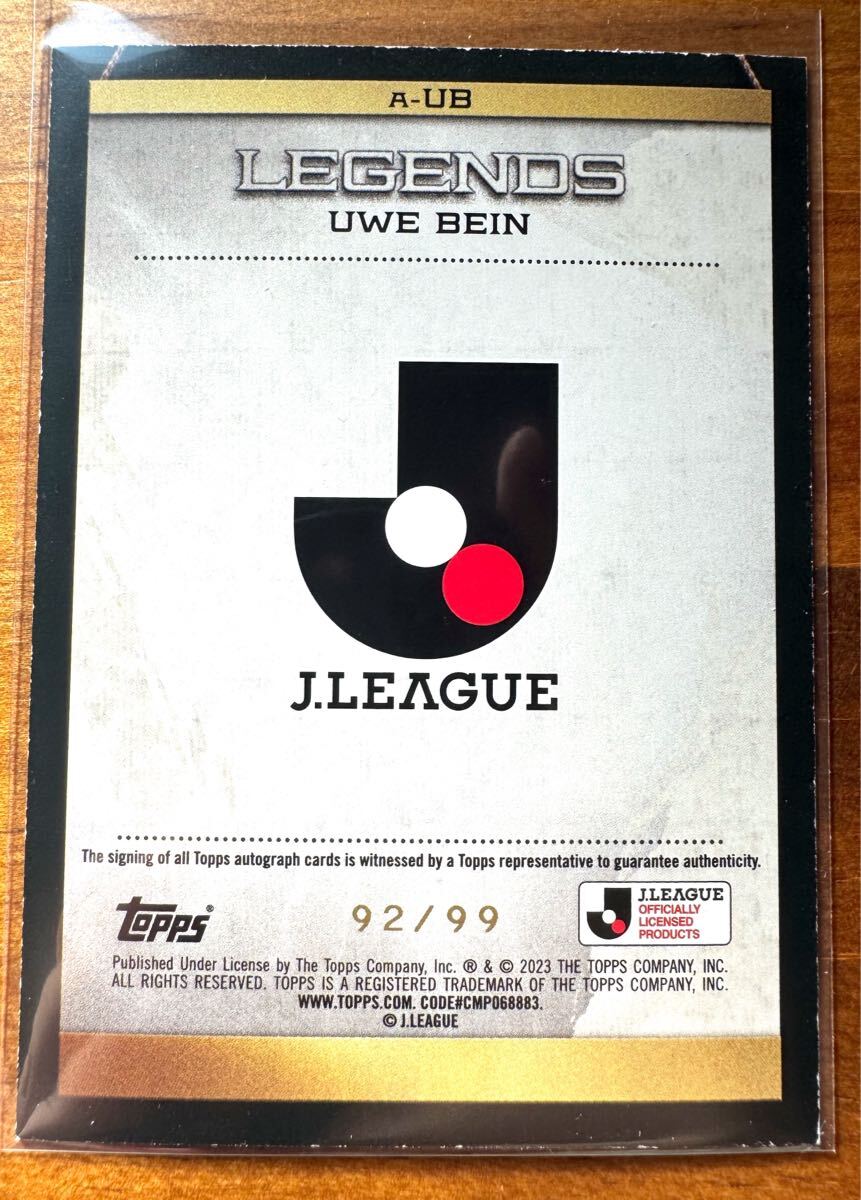 A-UB
LEGENDS
UWE BEIN
J.LEAGUE
The signing of all Topps autograph cards is witnessed by a Topps representative to guarantee authenticity.
topps®
92/99
J.LEAGUE
OFFICIALLY
LICENSED
PRODUCTS
Published Under License by The Topps Company, Inc. ® & © 2023 THE TOPPS COMPANY, INC.
ALL RIGHTS RESERVED. TOPPS IS A REGISTERED TRADEMARK OF THE TOPPS COMPANY, INC.
WWW.TOPPS.COM. CODE#CMP068883.
© J.LEAGUE